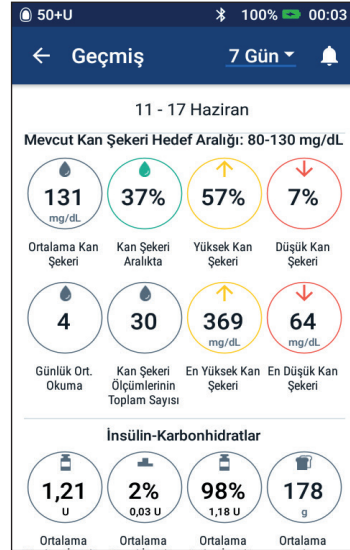 50+U 100% 00:03
Geçmiş 7 Gün
11 - 17 Haziran
Mevcut Kan Şekeri Hedef Aralığı: 80-130 mg/dL
131 37% 57% 7%
mg/dL
Ortalama Kan Kan Şekeri Yüksek Kan Düşük Kan
Şekeri Aralıkta Şekeri Şekeri
4 30 369 64
mg/dL mg/dL
Günlük Ort. Kan Şekeri En Yüksek Kan En Düşük Kan
Okuma Ölçümlerinin Şekeri Şekeri
Toplam Sayısı
İnsülin-Karbonhidratlar
1,21 2% 98% 178
U 0,03 U 1,18 U g
Ortalama Ortalama Ortalama Ortalama